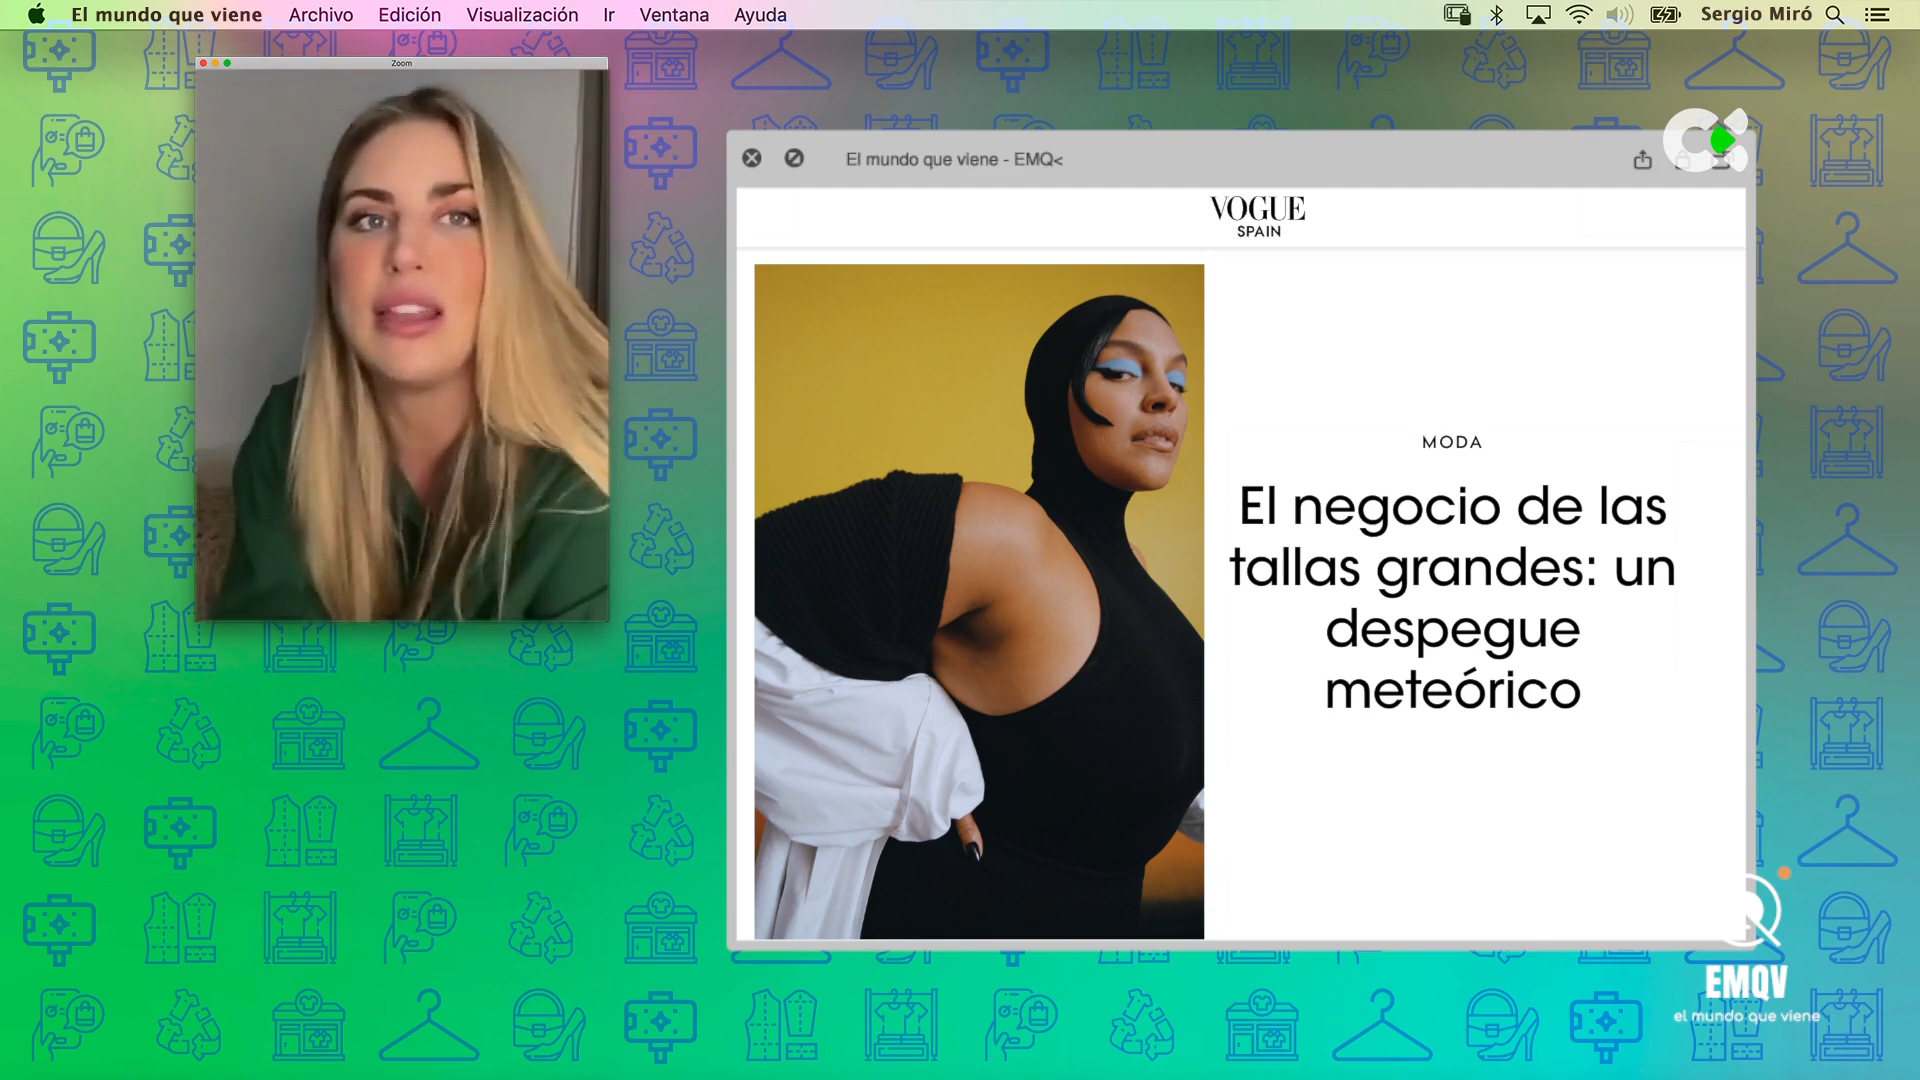 El mundo que viene Archivo Edición Visualización Ir Ventana Ayuda Sergio Miró
Zoom
El mundo que viene - EMQ<
VOGUE
SPAIN
MODA
El negocio de las
tallas grandes: un
despegue
meteórico
EMQV
el mundo que viene